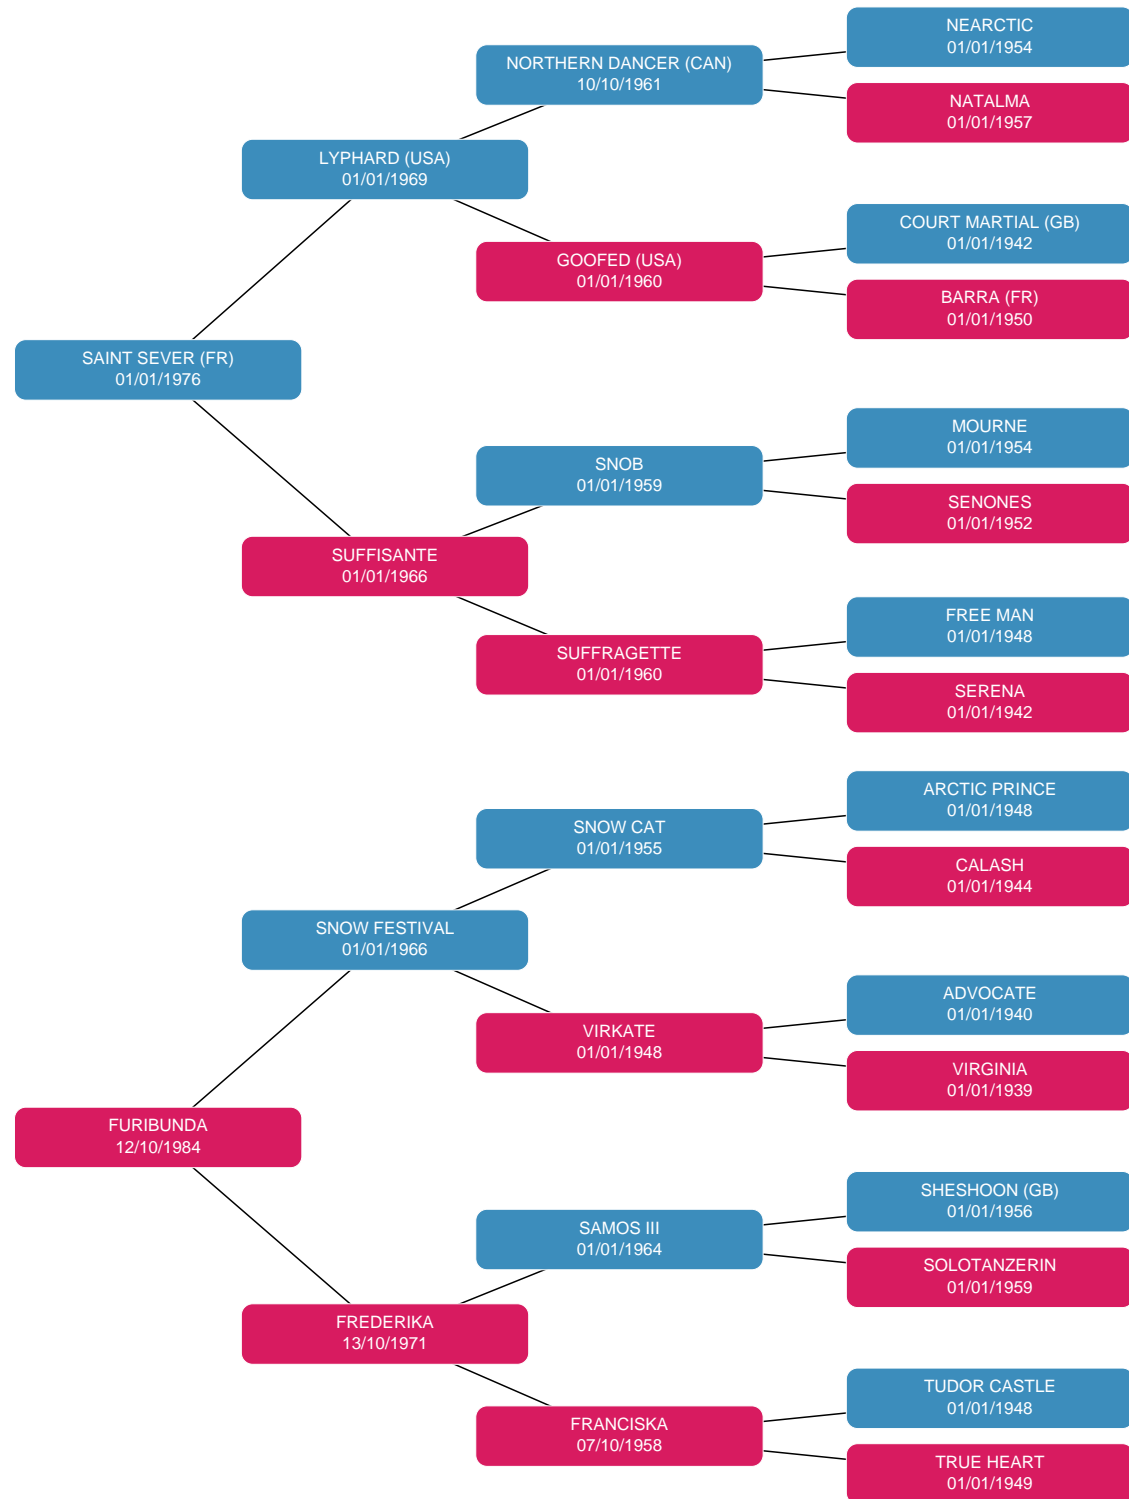 NEARCTIC
01/01/1954
NORTHERN DANCER (CAN)
10/10/1961
NATALMA
01/01/1957
LYPHARD (USA)
01/01/1969
COURT MARTIAL (GB)
01/01/1942
GOOFED (USA)
01/01/1960
BARRA (FR)
01/01/1950
SAINT SEVER (FR)
01/01/1976
MOURNE
01/01/1954
SNOB
01/01/1959
SENONES
01/01/1952
SUFFISANTE
01/01/1966
FREE MAN
01/01/1948
SUFFRAGETTE
01/01/1960
SERENA
01/01/1942
ARCTIC PRINCE
01/01/1948
SNOW CAT
01/01/1955
CALASH
01/01/1944
SNOW FESTIVAL
01/01/1966
ADVOCATE
01/01/1940
VIRKATE
01/01/1948
VIRGINIA
01/01/1939
FURIBUNDA
12/10/1984
SHESHOON (GB)
01/01/1956
SAMOS III
01/01/1964
SOLOTANZERIN
01/01/1959
FREDERIKA
13/10/1971
TUDOR CASTLE
01/01/1948
FRANCISKA
07/10/1958
TRUE HEART
01/01/1949